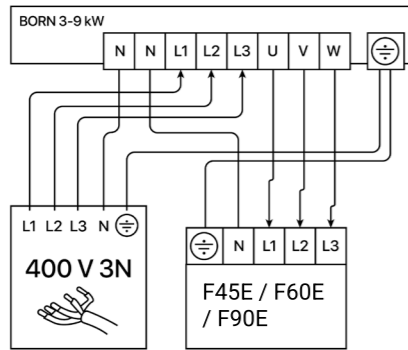 BORN 3-9 kW
N N L1 L2 L3 U V W
L1 L2 L3 N
400 V 3N
N L1 L2 L3
F45E / F60E
/ F90E